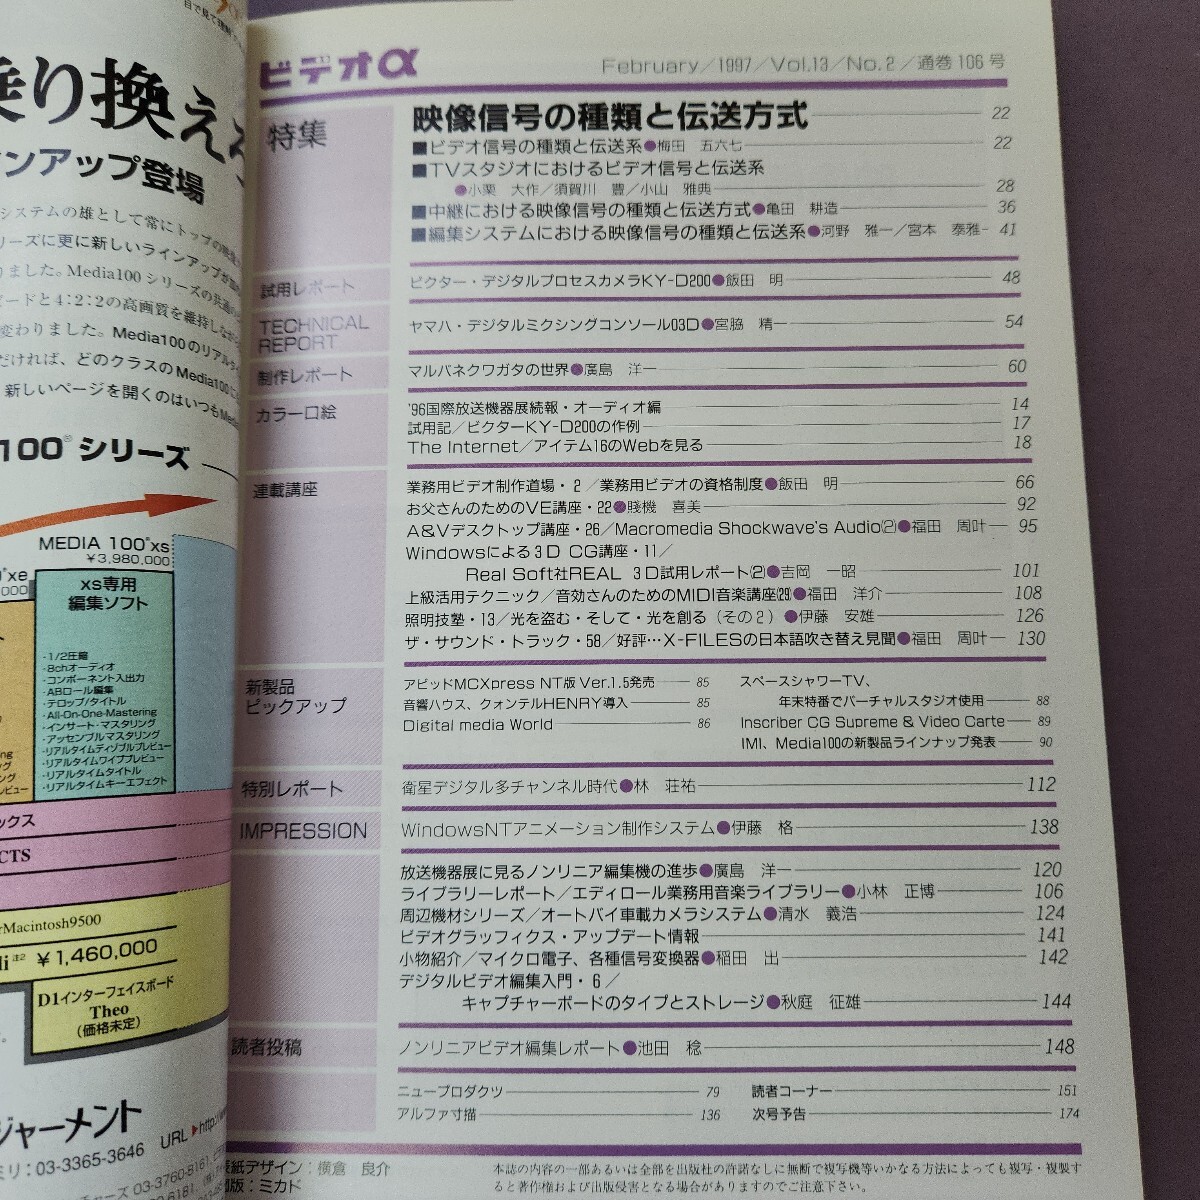 乗り換え
インアップ登場
システムの雄として常にトップの
リーズに更に新しいラインアップが
りました。Media100シリーズの共通の
ードと4:2:2の高画質を維持しながら
変わりました。Media100のリアルタイ
だければ、どのクラスのMedia100に
新しいページを開くのはいつもMe
100® シリーズ
MEDIA 100®xs
¥3,980,000
xe
,000
xs専用
編集ソフト
・1/2圧縮
・8chオーディオ
・コンポーネント入出力
・ABロール編集
・テロップ/タイトル
・All-On-One-Mastering
・インサート・マスタリング
・アッセンブルマスタリング
・リアルタイムディゾルブプレビュー
・リアルタイムワイププレビュー
・リアルタイムタイトル
・リアルタイムキーエフェクト
ックス
CTS
rMacintosh9500
li 注2 ¥1,460,000
D1インターフェイスボード
Theo
(価格未定)
ジャーメント
URL▶http://
ミリ:03-3365-3646
チャーズ 03-3760-8161
ビデオα
February/1997/Vol.13/No.2/通巻106号
特集
映像信号の種類と伝送方式 22
■ビデオ信号の種類と伝送系●梅田 五六七 22
■TVスタジオにおけるビデオ信号と伝送系
●小栗 大作/須賀川 豊/小山 雅典 28
■中継における映像信号の種類と伝送方式●亀田 耕造 36
■編集システムにおける映像信号の種類と伝送系●河野 雅一/宮本 泰雅 41
試用レポート
ビクター・デジタルプロセスカメラKY-D200●飯田 明 48
TECHNICAL
REPORT
ヤマハ・デジタルミクシングコンソール03D●宮脇 精一 54
制作レポート
マルバネクワガタの世界●廣島 洋一 60
カラー口絵
'96国際放送機器展続報・オーディオ編 14
試用記/ビクターKY-D200の作例 17
The Internet/アイテム16のWebを見る 18
連載講座
業務用ビデオ制作道場・2/業務用ビデオの資格制度●飯田 明 66
お父さんのためのVE講座・22●賤機 喜美 92
A&Vデスクトップ講座・26/Macromedia Shockwave's Audio(2)●福田 周叶 95
Windowsによる3D CG講座・11/
Real Soft社REAL 3D試用レポート(2)●吉岡 一昭 101
上級活用テクニック/音効さんのためのMIDI音楽講座(29)●福田 洋介 108
照明技塾・13/光を盗む・そして・光を創る(その2)●伊藤 安雄 126
ザ・サウンド・トラック・58/好評…X-FILESの日本語吹き替え見聞●福田 周叶 130
新製品
ピックアップ
アビッドMCXpress NT版 Ver.1.5発売 85
音響ハウス、クォンテルHENRY導入 85
Digital media World 86
スペースシャワーTV、
年末特番でバーチャルスタジオ使用 88
Inscriber CG Supreme & Video Carte 89
IMI、Media100の新製品ラインナップ発表 90
特別レポート
衛星デジタル多チャンネル時代●林 荘祐 112
IMPRESSION
WindowsNTアニメーション制作システム●伊藤 格 138
放送機器展に見るノンリニア編集機の進歩●廣島 洋一 120
ライブラリーレポート/エディロール業務用音楽ライブラリー●小林 正博 106
周辺機材シリーズ/オートバイ車載カメラシステム●清水 義浩 124
ビデオグラッフィクス・アップデート情報 141
小物紹介/マイクロ電子、各種信号変換器●稲田 出 142
デジタルビデオ編集入門・6/
キャプチャーボードのタイプとストレージ●秋庭 征雄 144
読者投稿
ノンリニアビデオ編集レポート●池田 稔 148
ニュープロダクツ 79
アルファ寸描 136
読者コーナー 151
次号予告 174
表紙デザイン:横倉 良介
製版:ミカド
本誌の内容の一部あるいは全部を出版社の許諾なしに無断で複写機等いかなる方法によっても複写・複製す
ると著作権および出版侵害となる場合がありますのでご注意下さい。